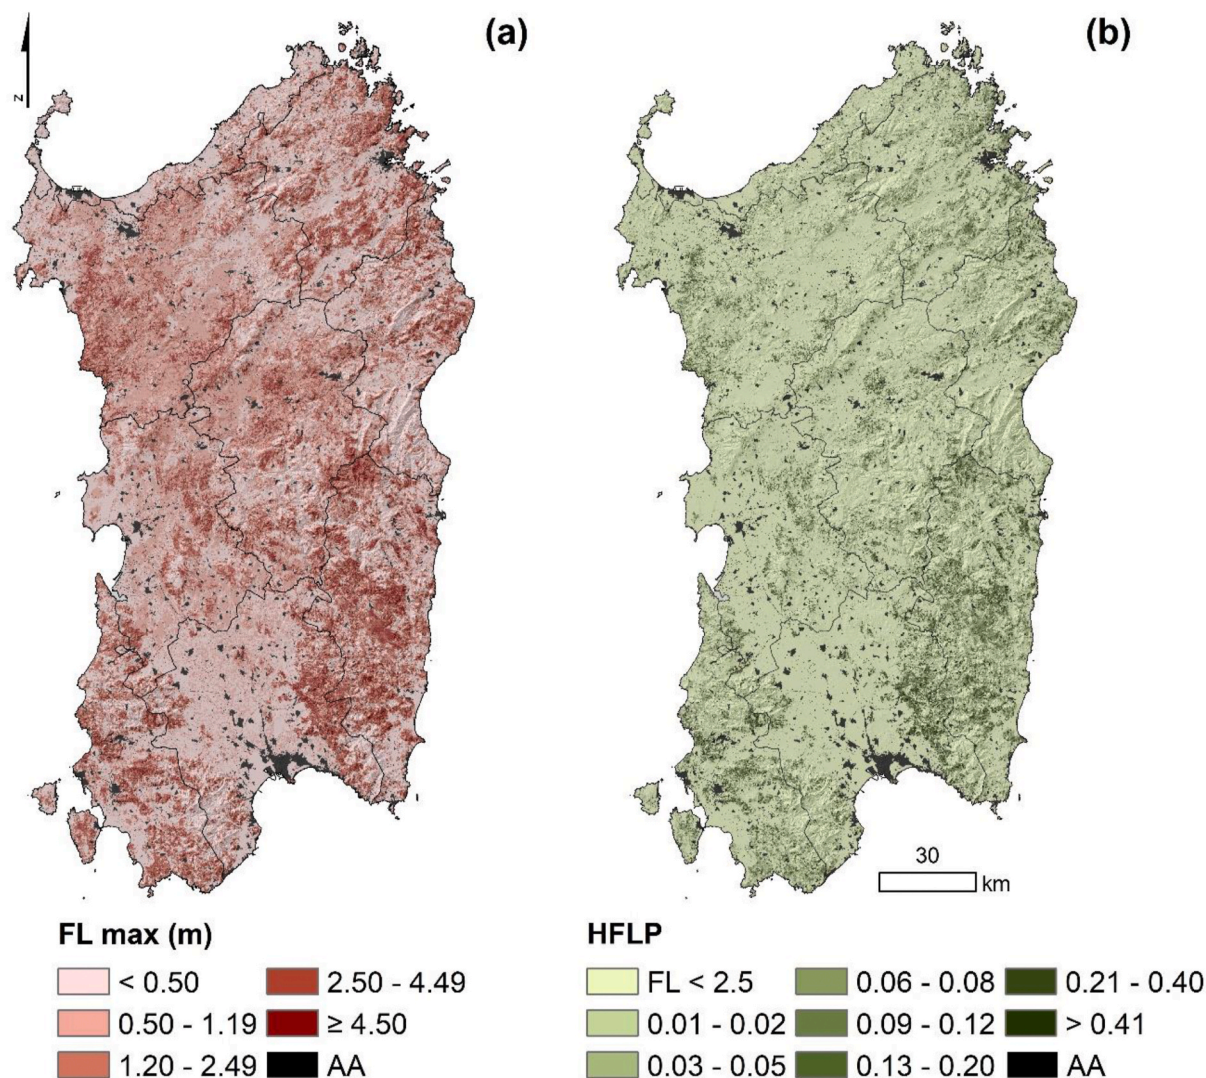 (a)
(b)
N
30
km
FL max (m)
< 0.50
2.50 - 4.49
0.50 - 1.19
≥ 4.50
1.20 - 2.49
AA
HFLP
FL < 2.5
0.06 - 0.08
0.21 - 0.40
0.01 - 0.02
0.09 - 0.12
> 0.41
0.03 - 0.05
0.13 - 0.20
AA